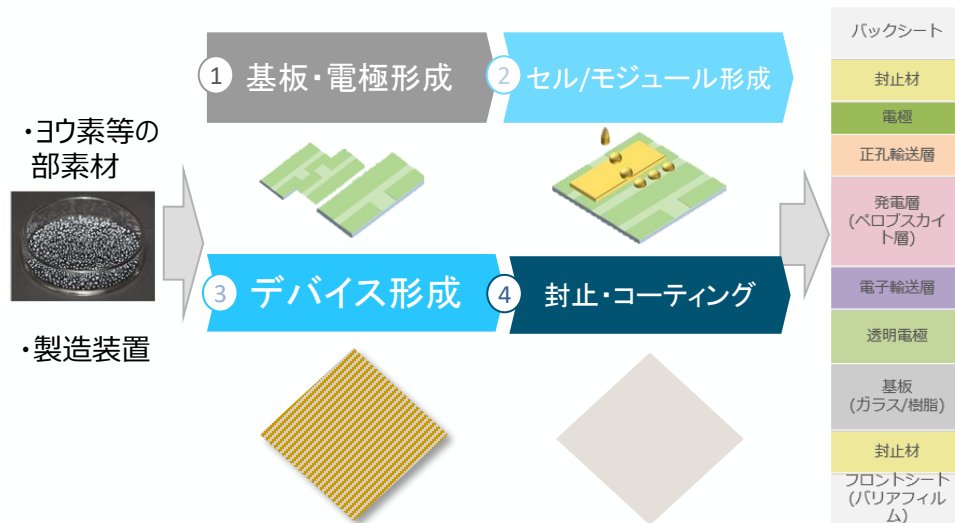 ・ヨウ素等の
部素材
・製造装置
1 基板・電極形成
2 セル/モジュール形成
3 デバイス形成
4 封止・コーティング
バックシート
封止材
電極
正孔輸送層
発電層
(ペロブスカイ
ト層)
電子輸送層
透明電極
基板
(ガラス/樹脂)
封止材
フロントシート
(バリアフィル
ム)